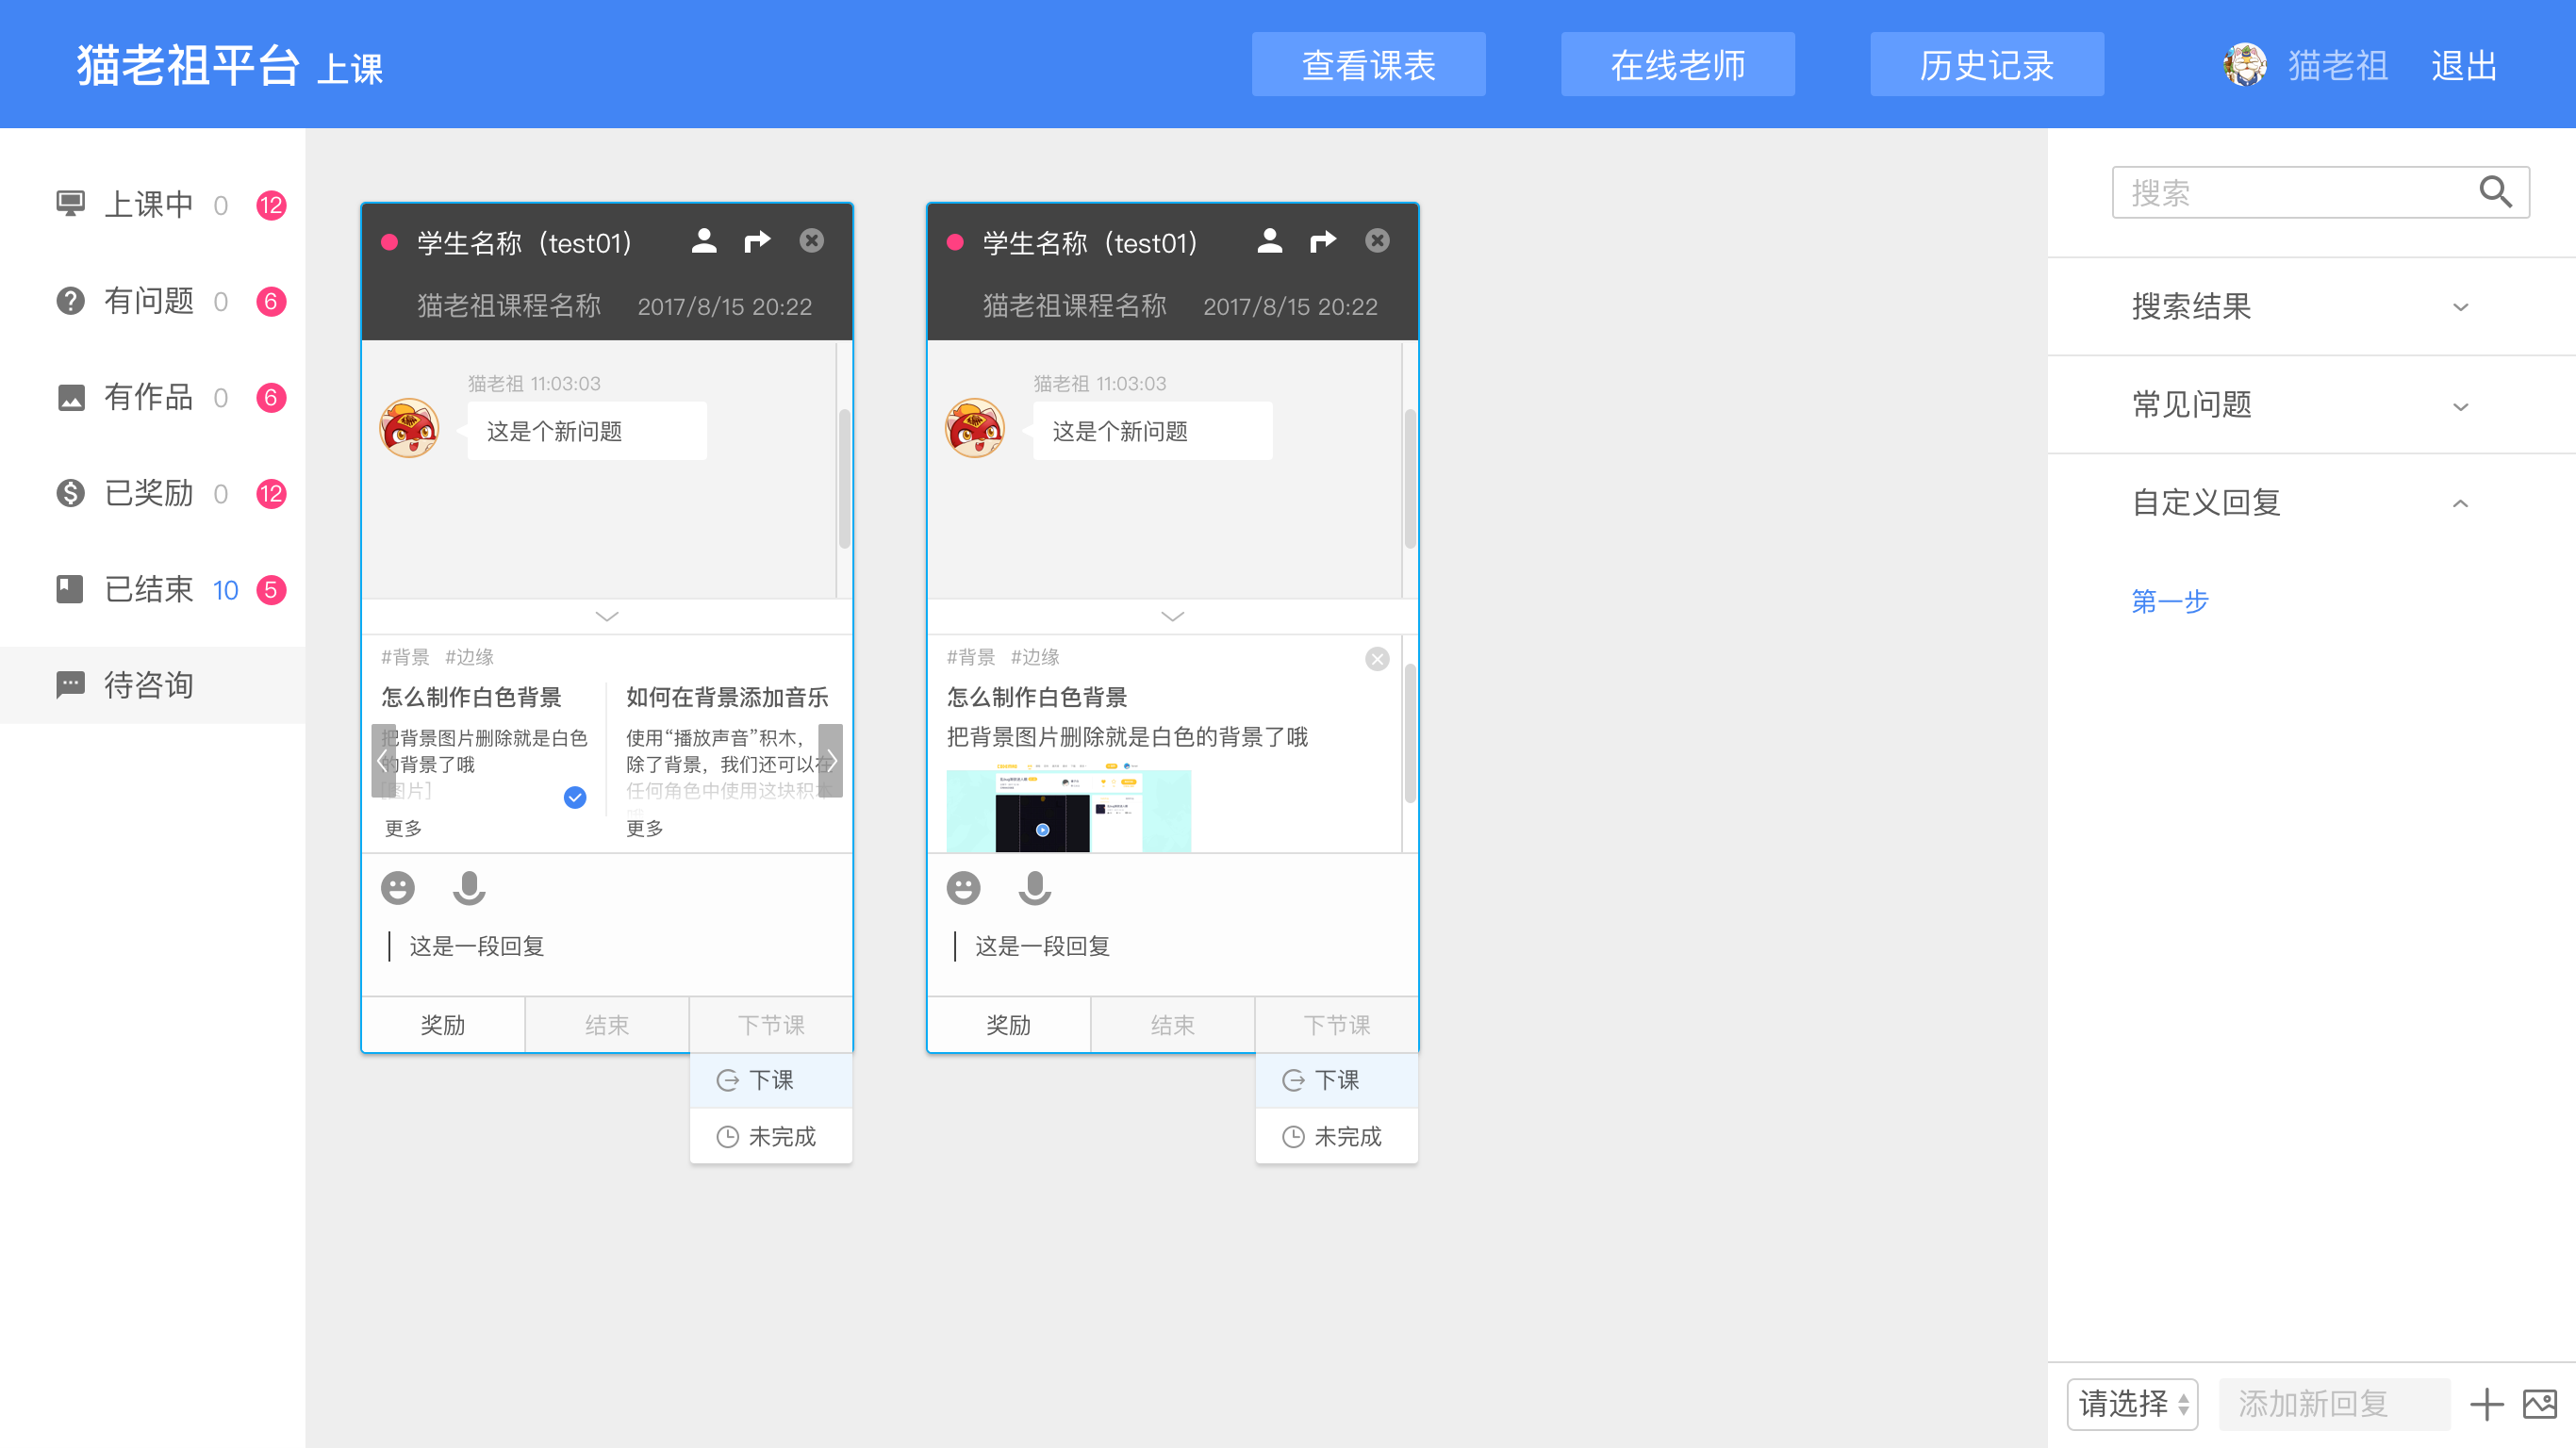 猫老祖平台 上课
查看课表
在线老师
历史记录
猫老祖
退出
上课中 0 12
有问题 0 6
有作品 0 6
已奖励 0 12
已结束 10 5
待咨询
学生名称（test01）
猫老祖课程名称 2017/8/15 20:22
猫老祖 11:03:03
这是个新问题
#背景 #边缘
怎么制作白色背景
把背景图片删除就是白色
的背景了哦
[图片]
更多
如何在背景添加音乐
使用“播放声音”积木，
除了背景，我们还可以在
任何角色中使用这块积木
更多
这是一段回复
奖励
结束
下节课
下课
未完成
学生名称（test01）
猫老祖课程名称 2017/8/15 20:22
猫老祖 11:03:03
这是个新问题
#背景 #边缘
怎么制作白色背景
把背景图片删除就是白色的背景了哦
这是一段回复
奖励
结束
下节课
下课
未完成
搜索
搜索结果
常见问题
自定义回复
第一步
请选择
添加新回复